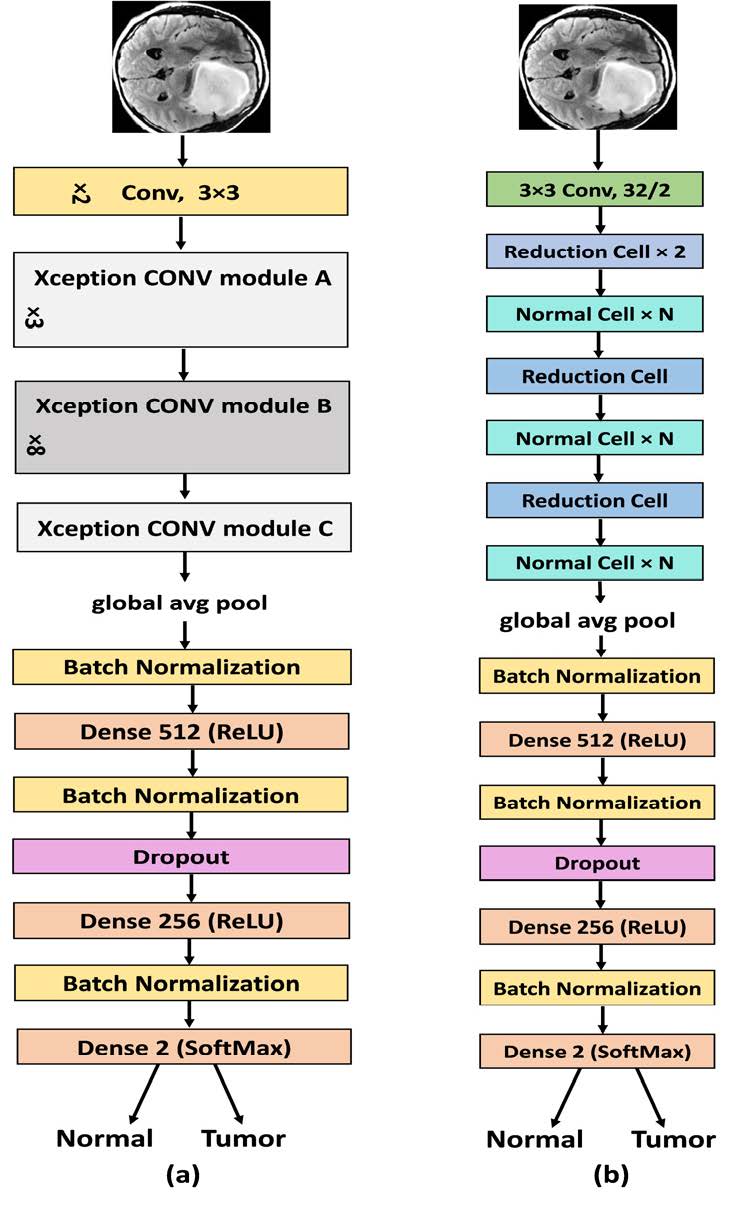 ×2 Conv, 3×3
Xception CONV module A
×3
Xception CONV module B
×8
Xception CONV module C
global avg pool
Batch Normalization
Dense 512 (ReLU)
Batch Normalization
Dropout
Dense 256 (ReLU)
Batch Normalization
Dense 2 (SoftMax)
Normal Tumor
(a)
3×3 Conv, 32/2
Reduction Cell × 2
Normal Cell × N
Reduction Cell
Normal Cell × N
Reduction Cell
Normal Cell × N
global avg pool
Batch Normalization
Dense 512 (ReLU)
Batch Normalization
Dropout
Dense 256 (ReLU)
Batch Normalization
Dense 2 (SoftMax)
Normal Tumor
(b)